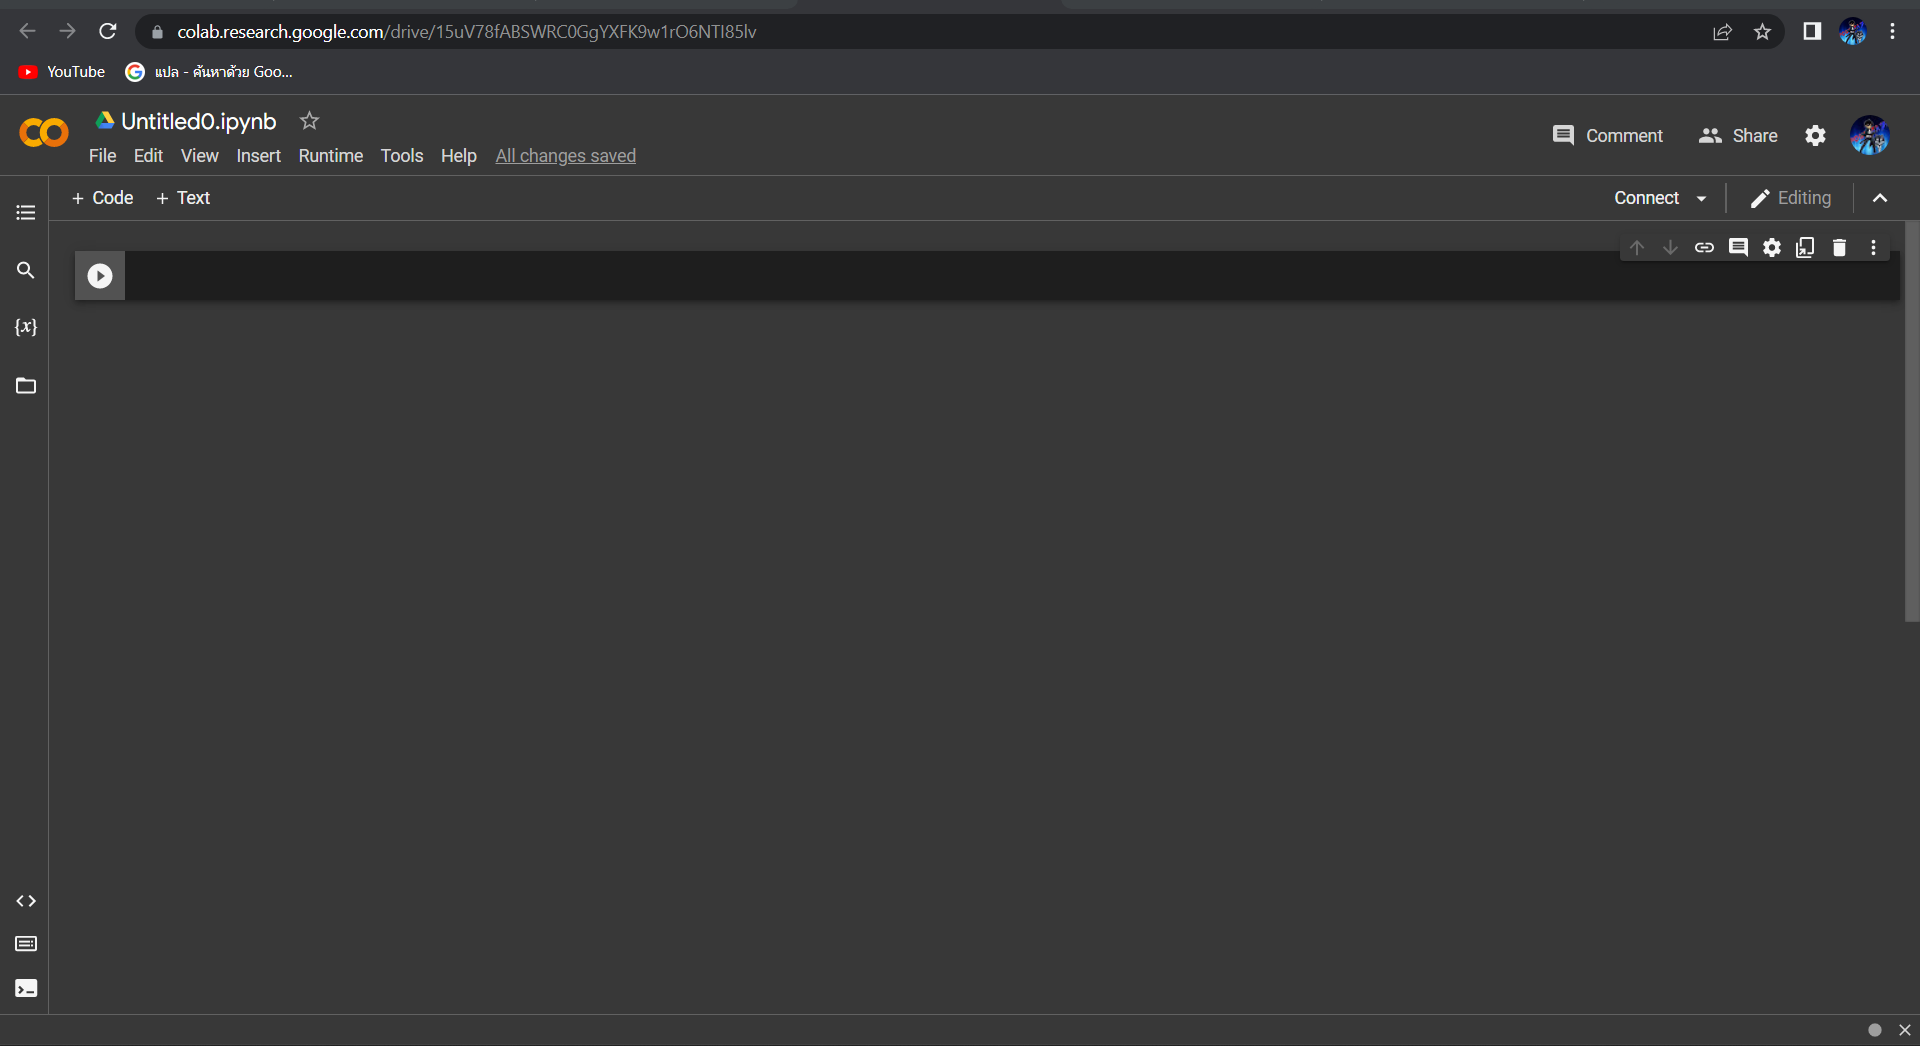 colab.research.google.com/drive/15uV78fABSWRC0GgYXFK9w1rO6NTI85lv
YouTube แปล - ค้นหาด้วย Goo...
Untitled0.ipynb
Comment Share
File Edit View Insert Runtime Tools Help All changes saved
+ Code + Text Connect Editing
{x}